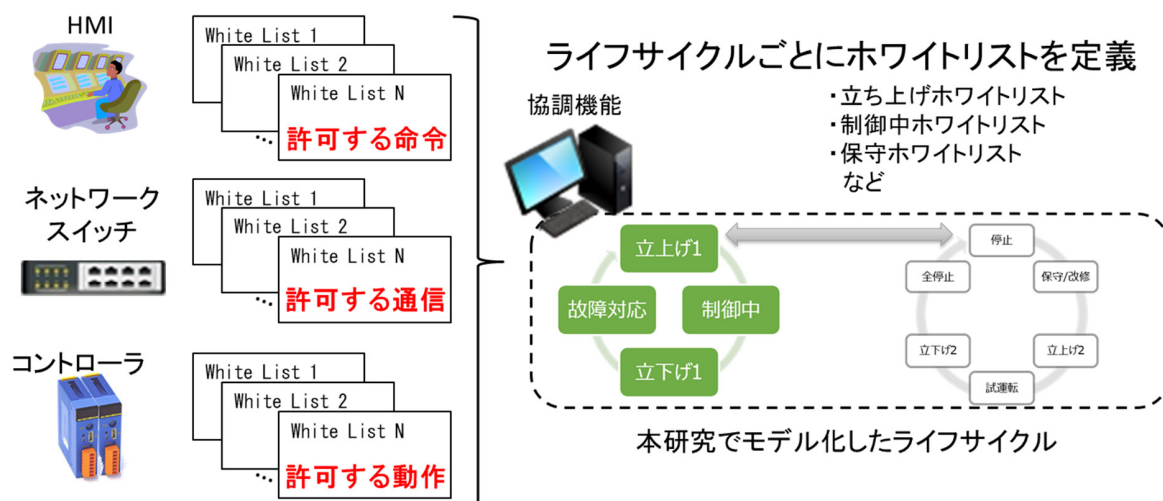 HMI
White List 1
White List 2
White List N
許可する命令
…
ネットワーク
スイッチ
White List 1
White List 2
White List N
許可する通信
…
コントローラ
White List 1
White List 2
White List N
許可する動作
…
ライフサイクルごとにホワイトリストを定義
・立ち上げホワイトリスト
・制御中ホワイトリスト
・保守ホワイトリスト
など
協調機能
立上げ1
故障対応
制御中
立下げ1
停止
全停止
保守/改修
立下げ2
立上げ2
試運転
本研究でモデル化したライフサイクル